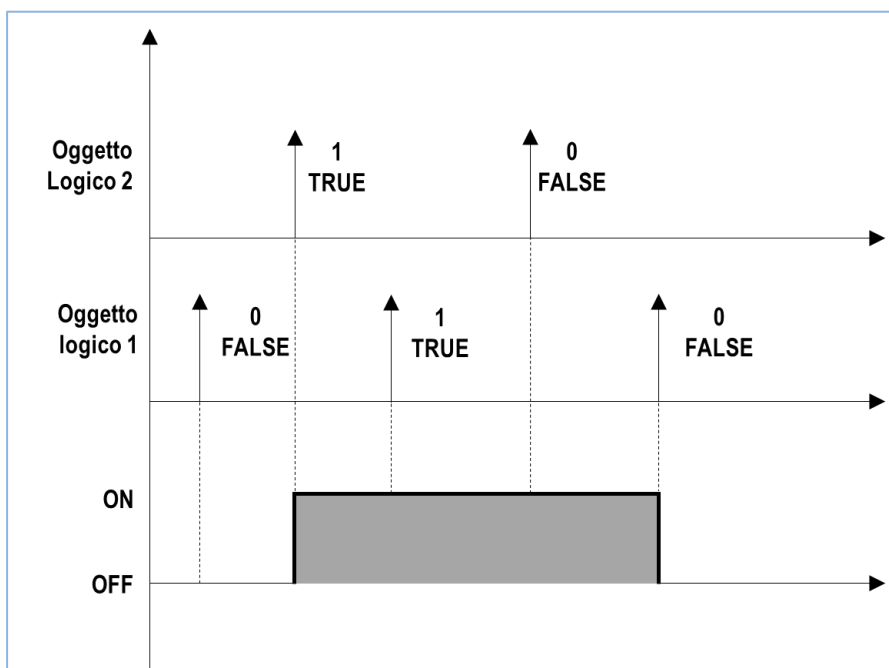 Oggetto
Logico 2
1
TRUE
0
FALSE
Oggetto
logico 1
0
FALSE
1
TRUE
0
FALSE
ON
OFF